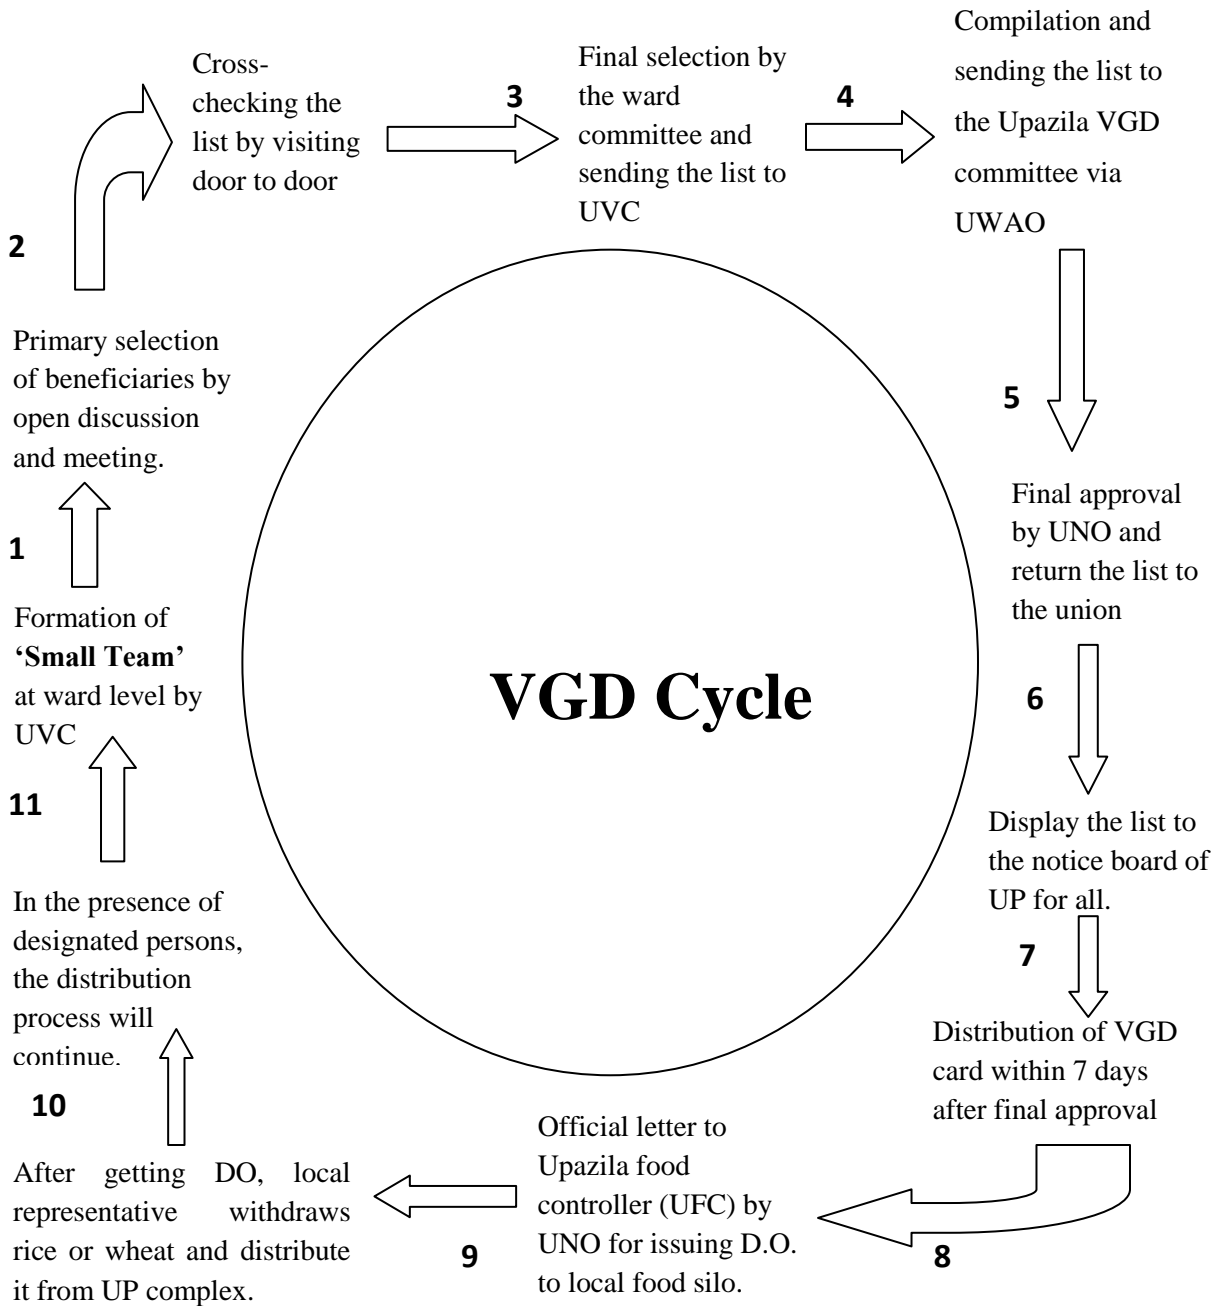 Formation of
‘Small Team’
at ward level by
UVC
1
Primary selection
of beneficiaries by
open discussion
and meeting.
2
Cross-
checking the
list by visiting
door to door
3
Final selection by
the ward
committee and
sending the list to
UVC
4
Compilation and
sending the list to
the Upazila VGD
committee via
UWAO
5
Final approval
by UNO and
return the list to
the union
6
Display the list to
the notice board of
UP for all.
7
Distribution of VGD
card within 7 days
after final approval
8
Official letter to
Upazila food
controller (UFC) by
UNO for issuing D.O.
to local food silo.
9
After getting DO, local
representative withdraws
rice or wheat and distribute
it from UP complex.
10
In the presence of
designated persons,
the distribution
process will
continue.
11
VGD Cycle